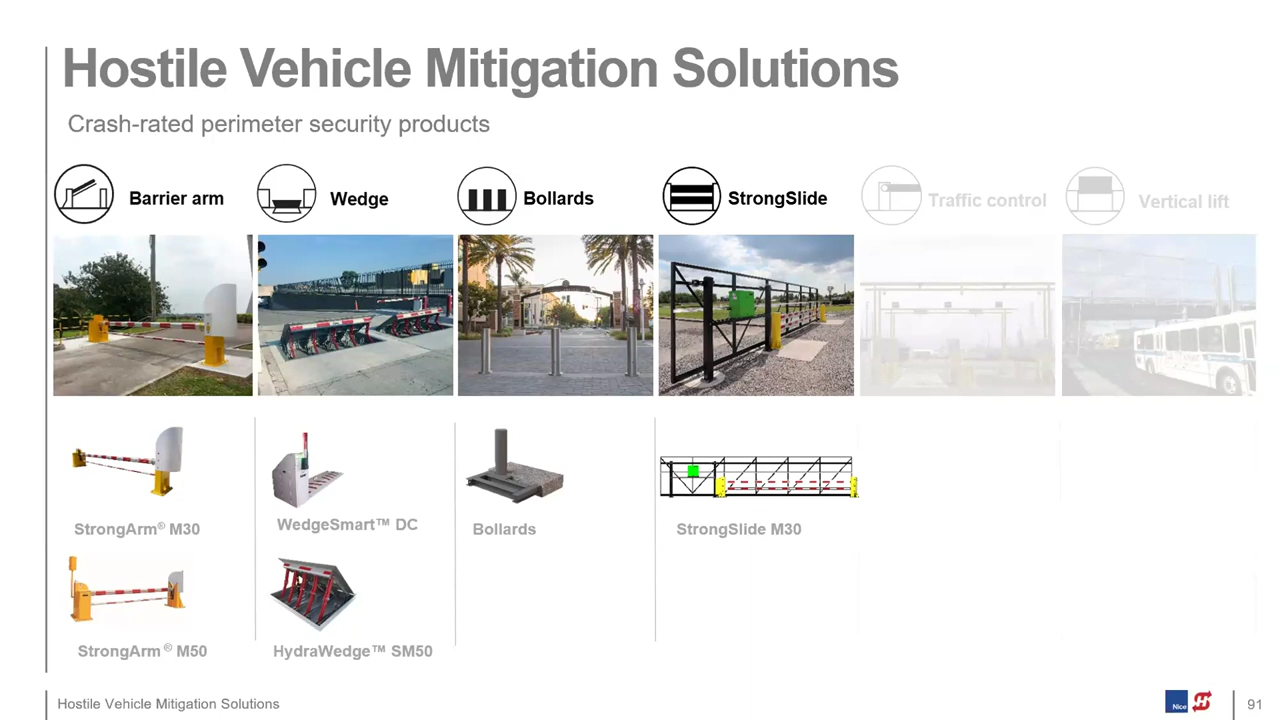 Hostile Vehicle Mitigation Solutions
Crash-rated perimeter security products
Barrier arm
Wedge
Bollards
StrongSlide
Traffic control
Vertical lift
StrongArm® M30
WedgeSmart™ DC
Bollards
StrongSlide M30
StrongArm ® M50
HydraWedge™ SM50
Hostile Vehicle Mitigation Solutions
Nice
H
91